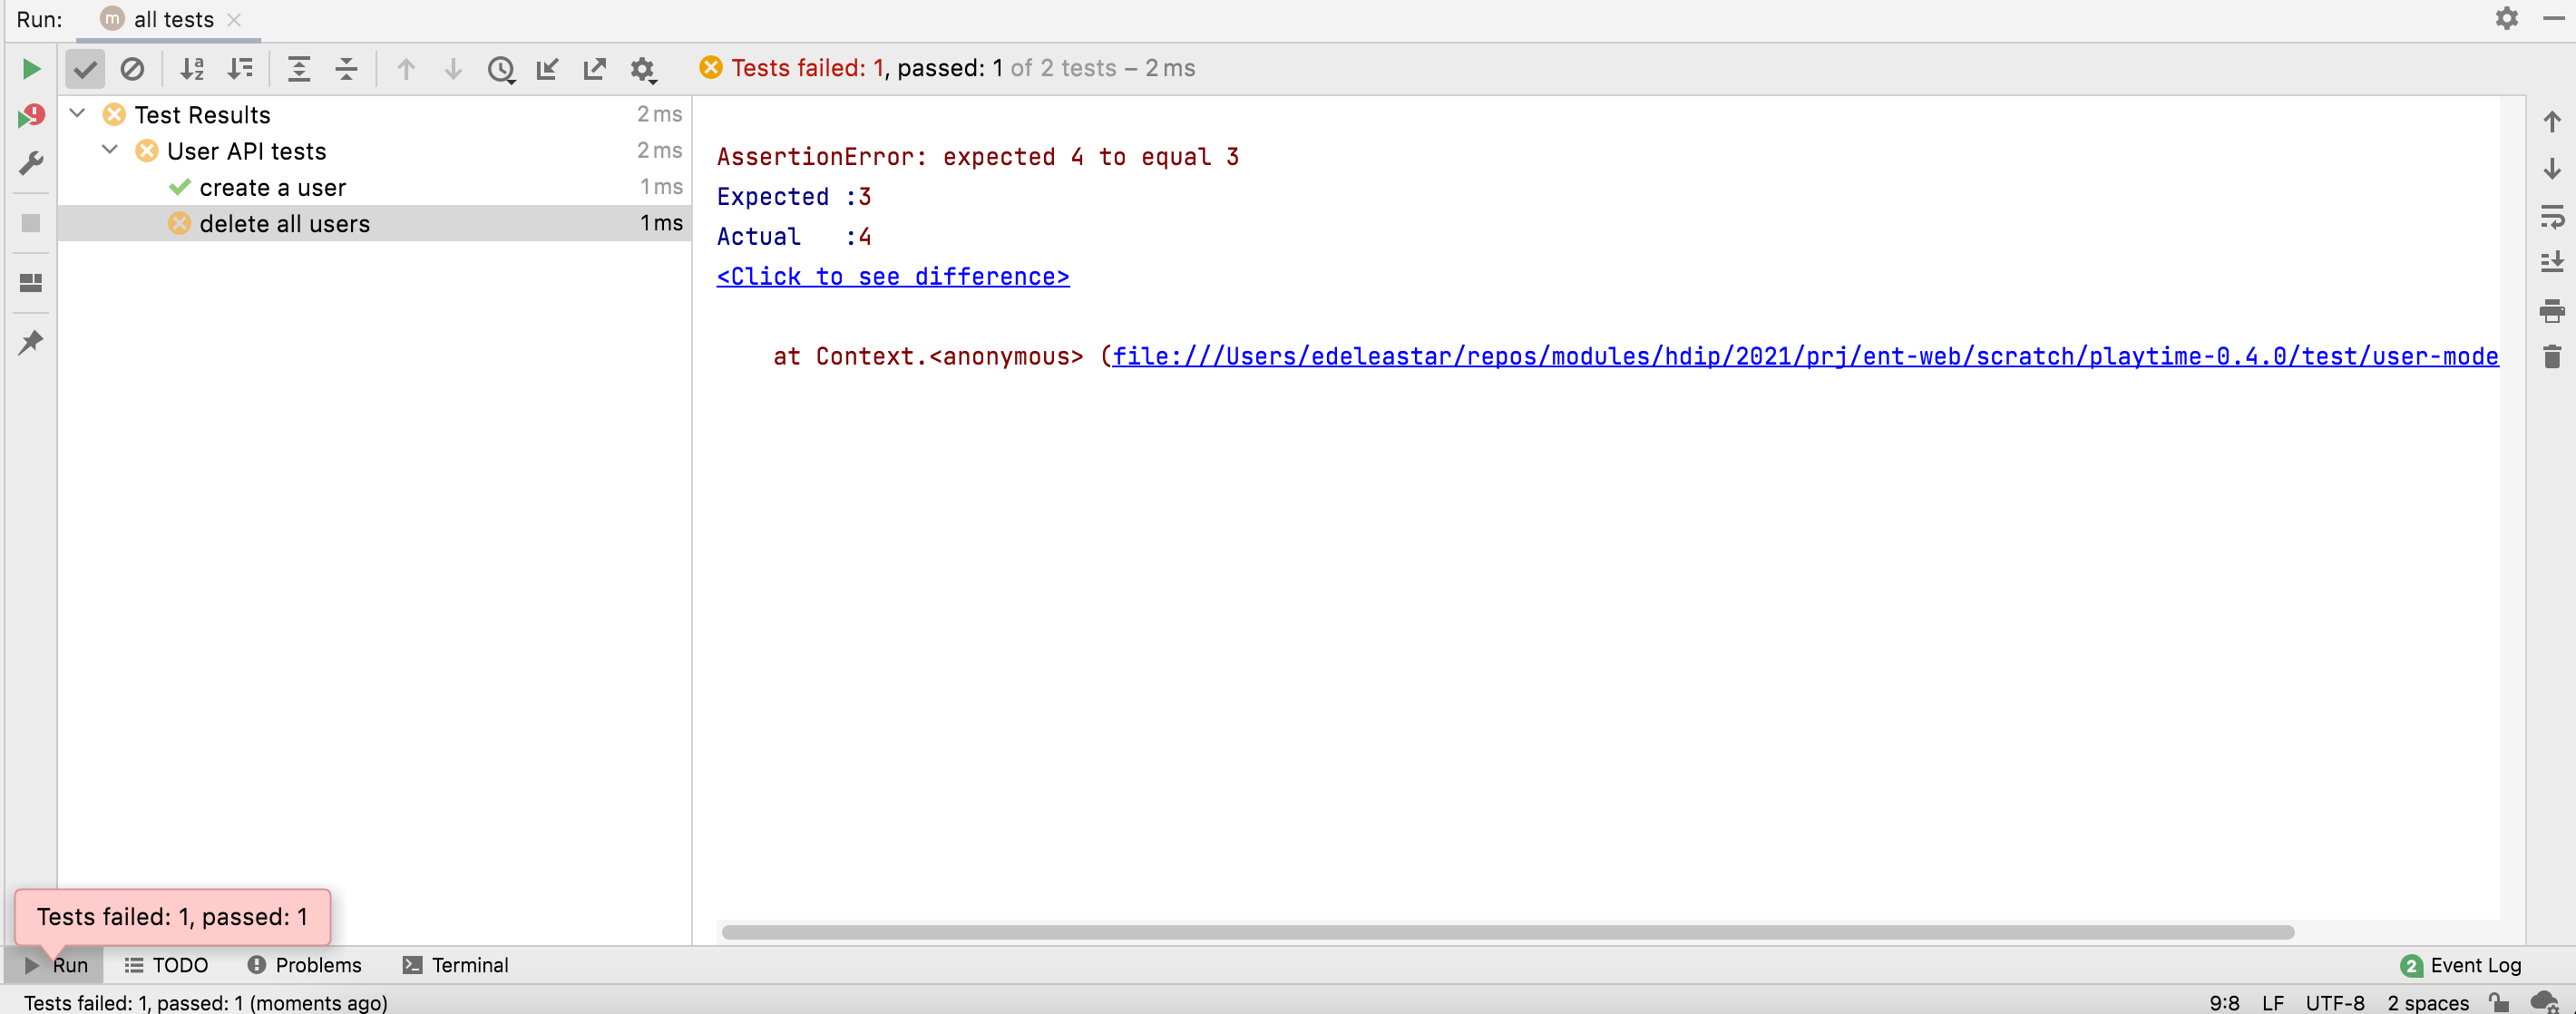 Run: m all tests
Tests failed: 1, passed: 1 of 2 tests – 2 ms
Test Results 2 ms
User API tests 2 ms
create a user 1 ms
delete all users 1 ms
AssertionError: expected 4 to equal 3
Expected :3
Actual   :4
<Click to see difference>
at Context.<anonymous> (file:///Users/edeleastar/repos/modules/hdip/2021/prj/ent-web/scratch/playtime-0.4.0/test/user-mode
Tests failed: 1, passed: 1
Run TODO Problems Terminal 2 Event Log
Tests failed: 1, passed: 1 (moments ago) 9:8 LF UTF-8 2 spaces